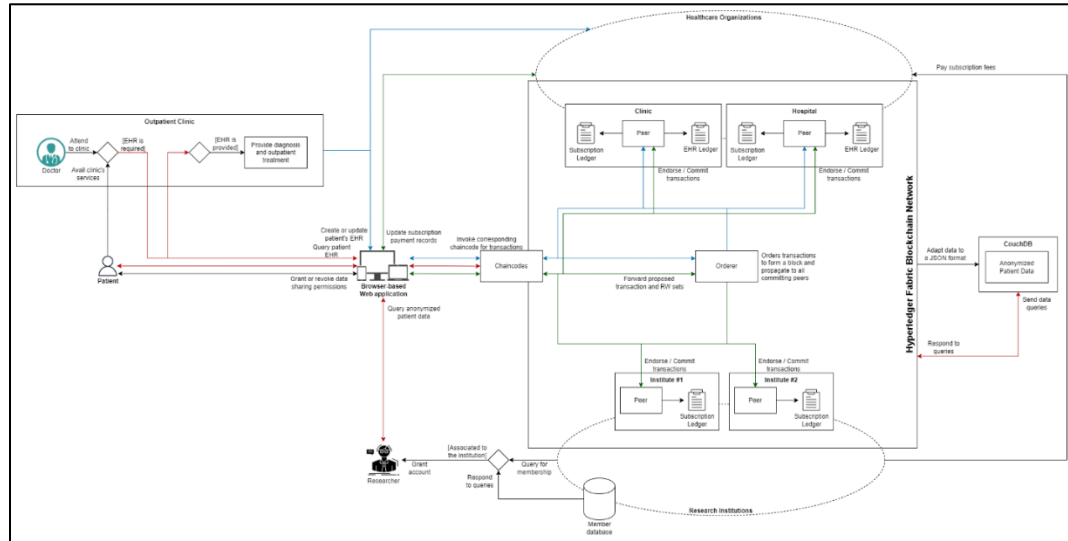 Healthcare Organizations
Pay subscription fees
Outpatient Clinic
Attend
to clinic
[EHR is
required]
[EHR is
provided]
Provide diagnosis
and outpatient
treatment
Doctor
Avail clinic's
services
Clinic
Peer
Subscription
Ledger
EHR Ledger
Hospital
Peer
Subscription
Ledger
EHR Ledger
Endorse / Commit
transactions
Endorse / Commit
transactions
Create or update
patient's EHR
Query patient
EHR
Update subscription
payment records
Invoke corresponding
chaincode for transactions
Chaincodes
Orderer
Orders transactions
to form a block and
propagate to all
committing peers
Forward proposed
transaction and RW sets
Patient
Grant or revoke data
sharing permissions
Browser-based
Web application
Query anonymized
patient data
Hyperledger Fabric Blockchain Network
Adapt data to
a JSON format
CouchDB
Anonymized
Patient Data
Send data
queries
Respond to
queries
Endorse / Commit
transactions
Endorse / Commit
transactions
Institute #1
Peer
Subscription
Ledger
Institute #2
Peer
Subscription
Ledger
[Associated to
the institution]
Grant
account
Query for
membership
Researcher
Respond
to queries
Member
database
Research Institutions